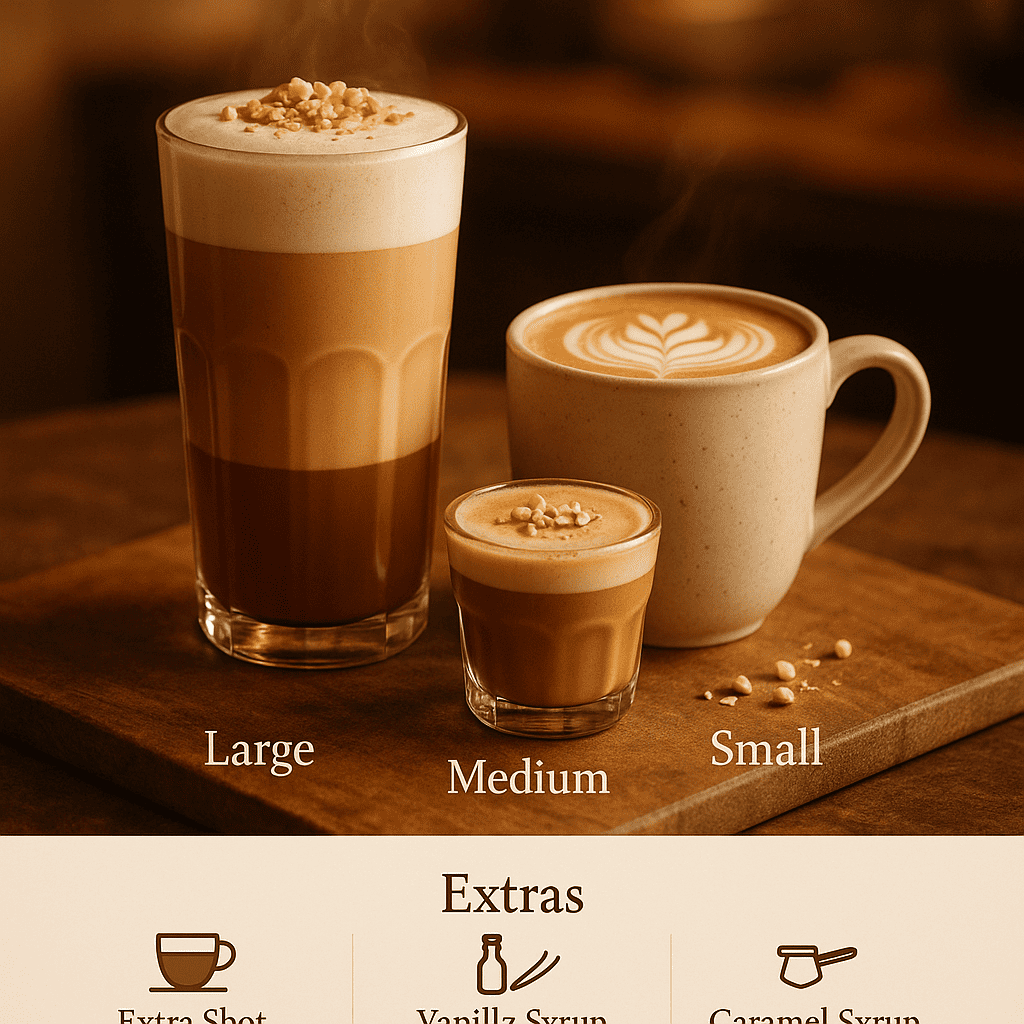 Large
Medium
Small
Extras
Extra Shot
Vanillz Syrup
Caramel Syrup